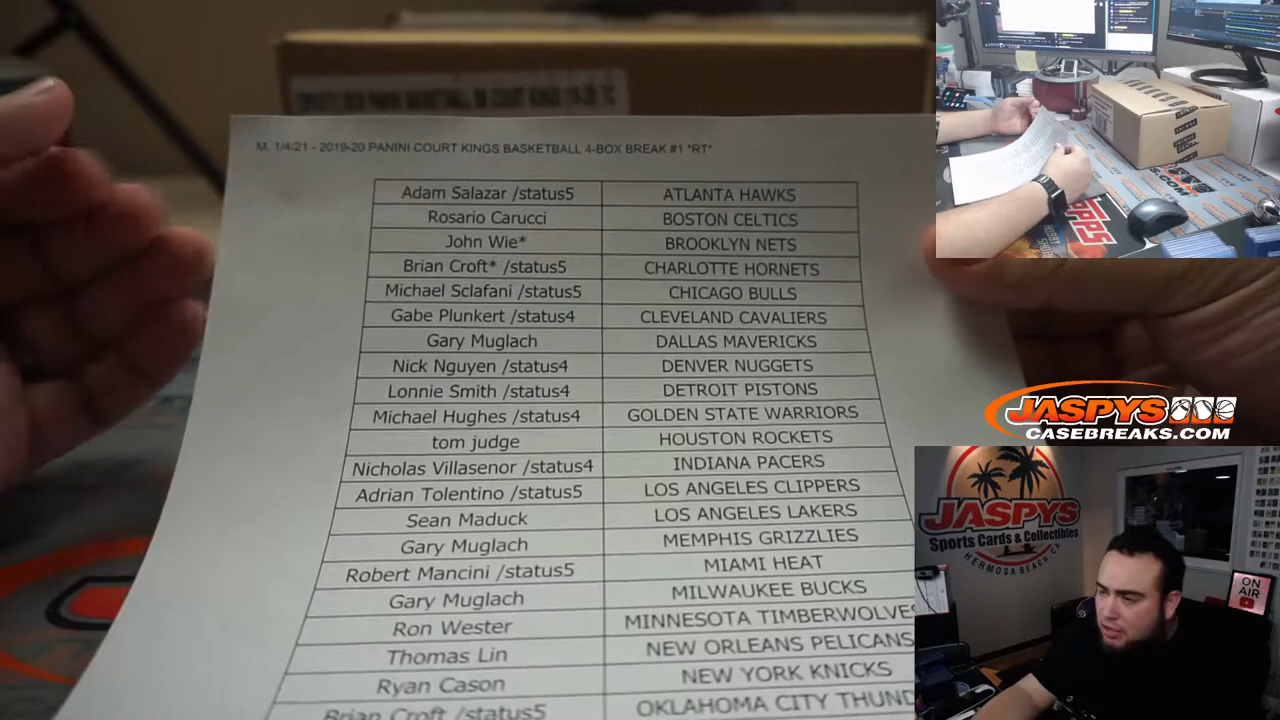 M. 1/4/21 - 2019-20 PANINI COURT KINGS BASKETBALL 4-BOX BREAK #1 *RT*
Adam Salazar /status5 ATLANTA HAWKS
Rosario Carucci BOSTON CELTICS
John Wie* BROOKLYN NETS
Brian Croft* /status5 CHARLOTTE HORNETS
Michael Sclafani /status5 CHICAGO BULLS
Gabe Plunkert /status4 CLEVELAND CAVALIERS
Gary Muglach DALLAS MAVERICKS
Nick Nguyen /status4 DENVER NUGGETS
Lonnie Smith /status4 DETROIT PISTONS
Michael Hughes /status4 GOLDEN STATE WARRIORS
tom judge HOUSTON ROCKETS
Nicholas Villasenor /status4 INDIANA PACERS
Adrian Tolentino /status5 LOS ANGELES CLIPPERS
Sean Maduck LOS ANGELES LAKERS
Gary Muglach MEMPHIS GRIZZLIES
Robert Mancini /status5 MIAMI HEAT
Gary Muglach MILWAUKEE BUCKS
Ron Wester MINNESOTA TIMBERWOLVES
Thomas Lin NEW ORLEANS PELICANS
Ryan Cason NEW YORK KNICKS
Brian Croft /status5 OKLAHOMA CITY THUND
JASPYS
CASEBREAKS.COM
JASPYS
Sports Cards & Collectibles
HERMOSA BEACH CA
ON
AIR
TOPPS